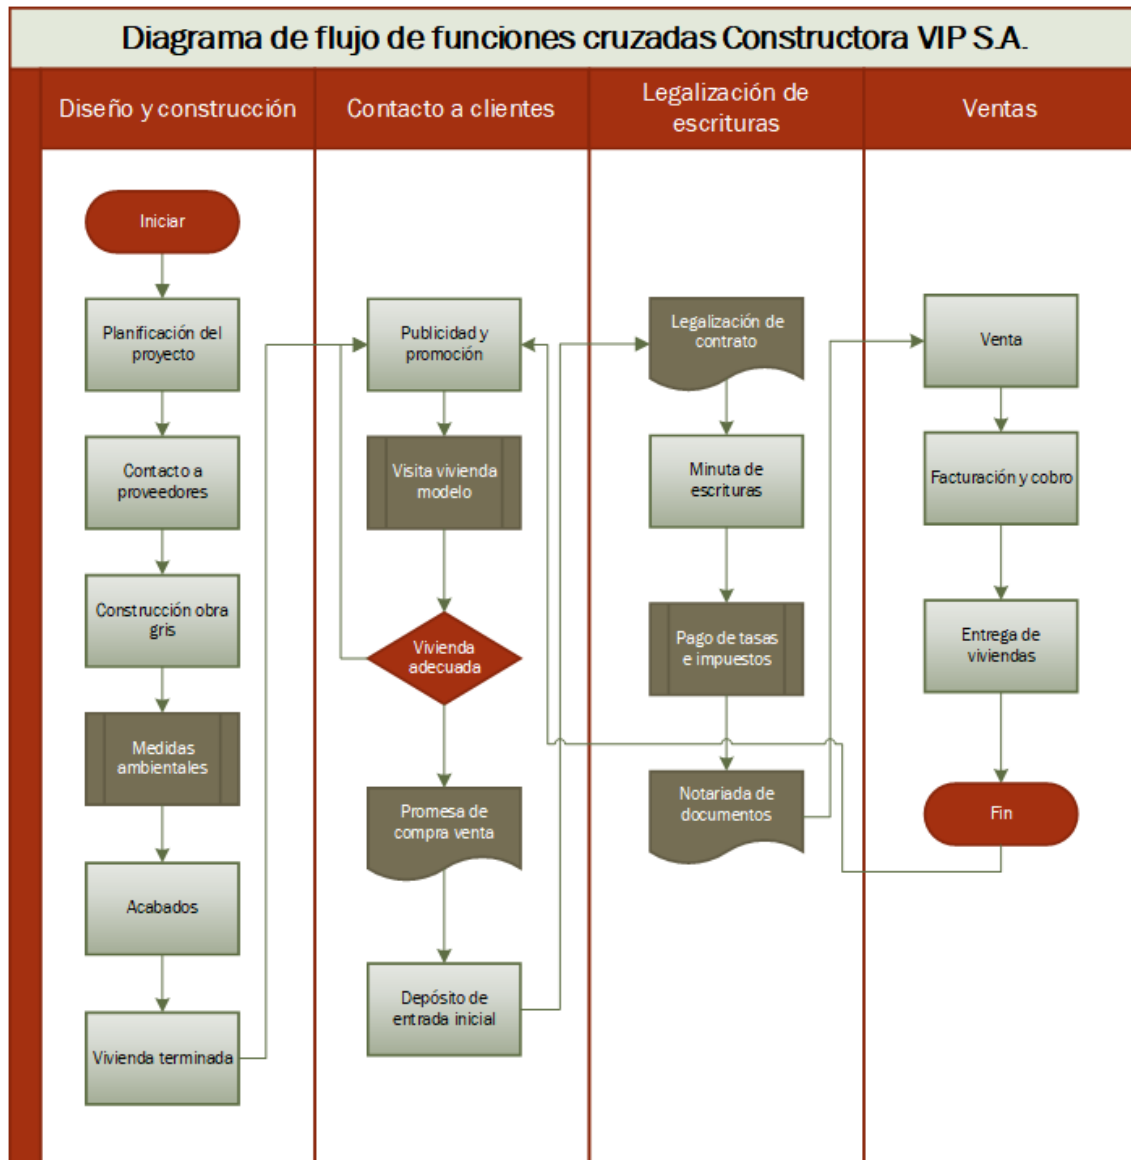 Diagrama de flujo de funciones cruzadas Constructora VIP S.A.
Diseño y construcción
Contacto a clientes
Legalización de
escrituras
Ventas
Iniciar
Planificación del
proyecto
Contacto a
proveedores
Construcción obra
gris
Medidas
ambientales
Acabados
Vivienda terminada
Publicidad y
promoción
Visita vivienda
modelo
Vivienda
adecuada
Promesa de
compra venta
Depósito de
entrada inicial
Legalización de
contrato
Minuta de
escrituras
Pago de tasas
e impuestos
Notariada de
documentos
Venta
Facturación y cobro
Entrega de
viviendas
Fin